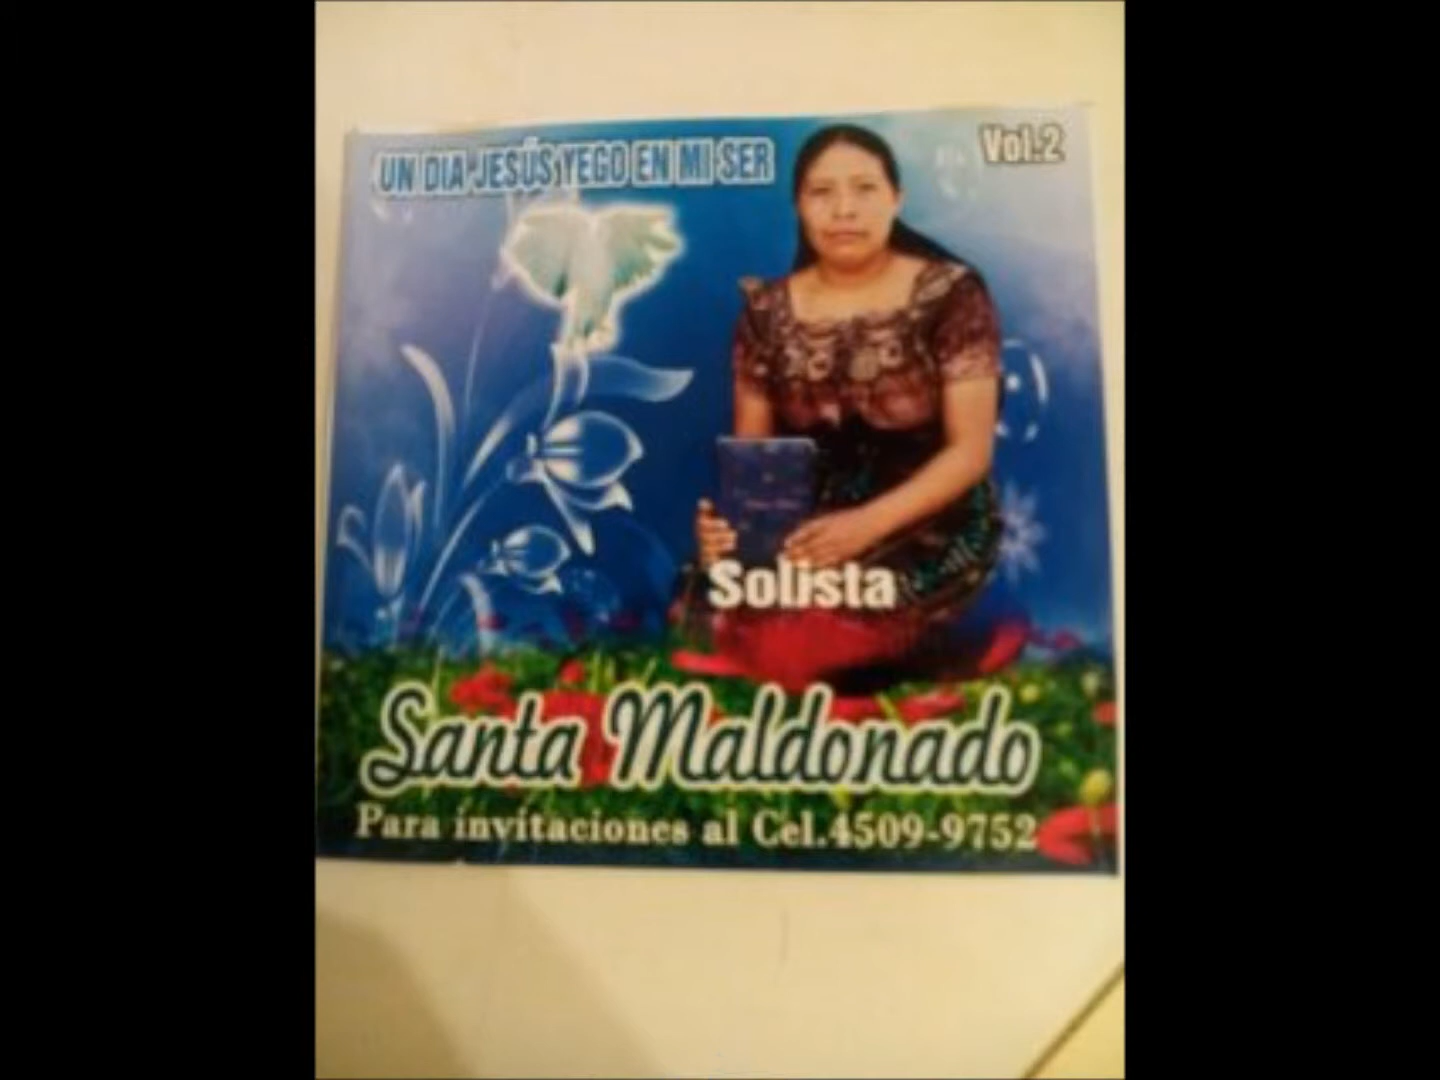 UN DIA JESÚS YEGO EN MI SER
Vol.2
Solista
Santa Maldonado
Para invitaciones al Cel.4509-9752